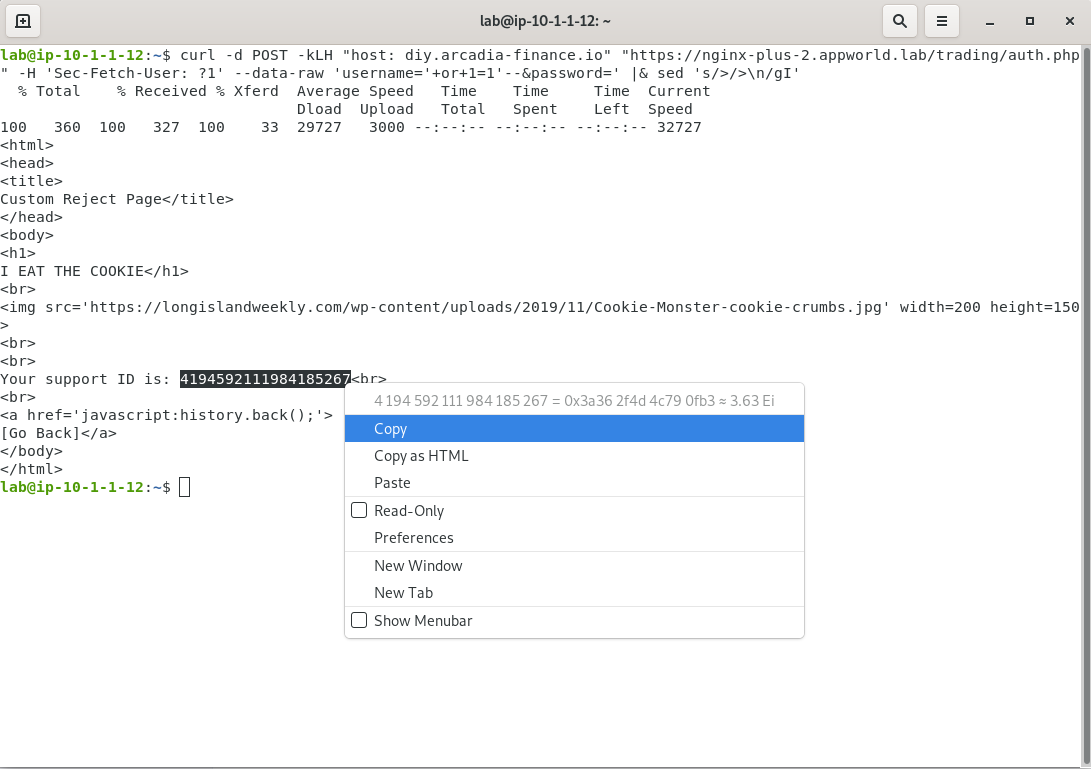 lab@ip-10-1-1-12: ~
lab@ip-10-1-1-12:~$ curl -d POST -kLH "host: diy.arcadia-finance.io" "https://nginx-plus-2.appworld.lab/trading/auth.php
" -H 'Sec-Fetch-User: ?1' --data-raw 'username='+or+1=1'--&password=' |& sed 's/>/>\n/gI'
  % Total    % Received % Xferd  Average Speed   Time    Time     Time  Current
                                 Dload  Upload   Total   Spent    Left  Speed
100   360  100   327  100    33  29727   3000 --:--:-- --:--:-- --:--:-- 32727
<html>
<head>
<title>
Custom Reject Page</title>
</head>
<body>
<h1>
I EAT THE COOKIE</h1>
<br>
<img src='https://longislandweekly.com/wp-content/uploads/2019/11/Cookie-Monster-cookie-crumbs.jpg' width=200 height=150
>
<br>
<br>
Your support ID is: 4194592111984185267<br>
<br>
<a href='javascript:history.back();'>
[Go Back]</a>
</body>
</html>
lab@ip-10-1-1-12:~$
4 194 592 111 984 185 267 = 0x3a36 2f4d 4c79 0fb3 ≈ 3.63 Ei
Copy
Copy as HTML
Paste
Read-Only
Preferences
New Window
New Tab
Show Menubar